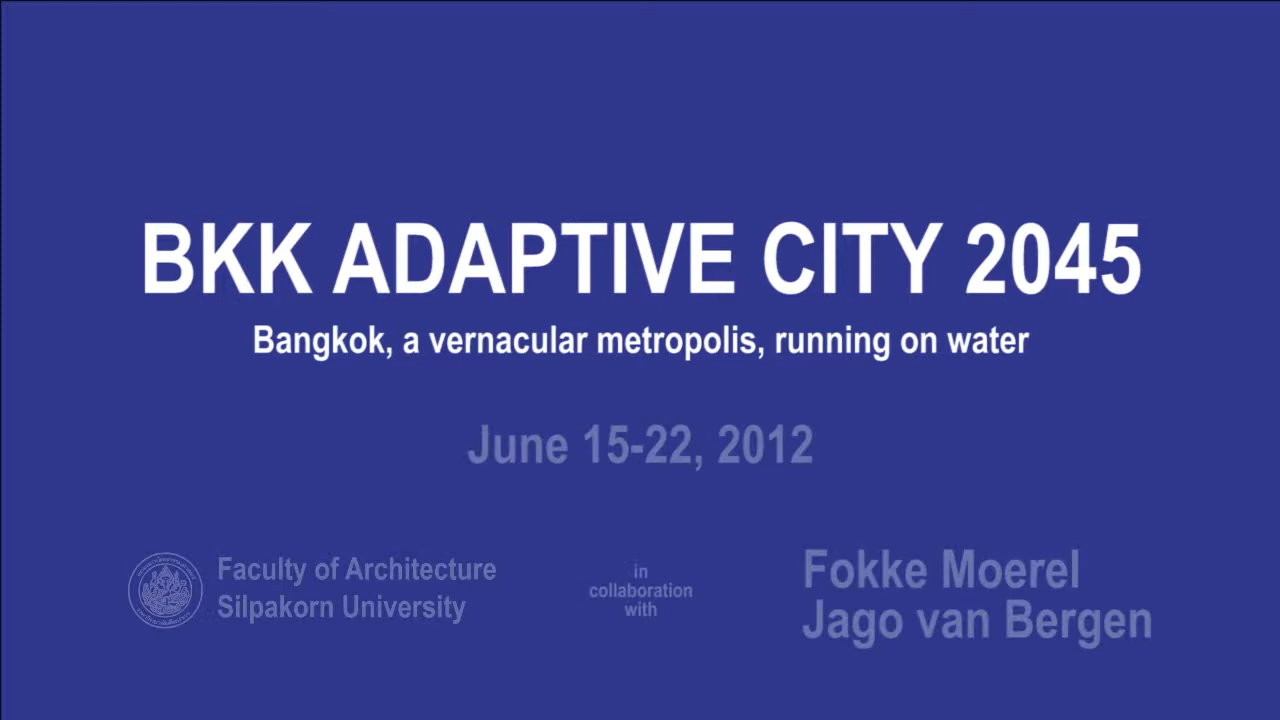 BKK ADAPTIVE CITY 2045
Bangkok, a vernacular metropolis, running on water
June 15-22, 2012
Faculty of Architecture
Silpakorn University
in
collaboration
with
Fokke Moerel
Jago van Bergen